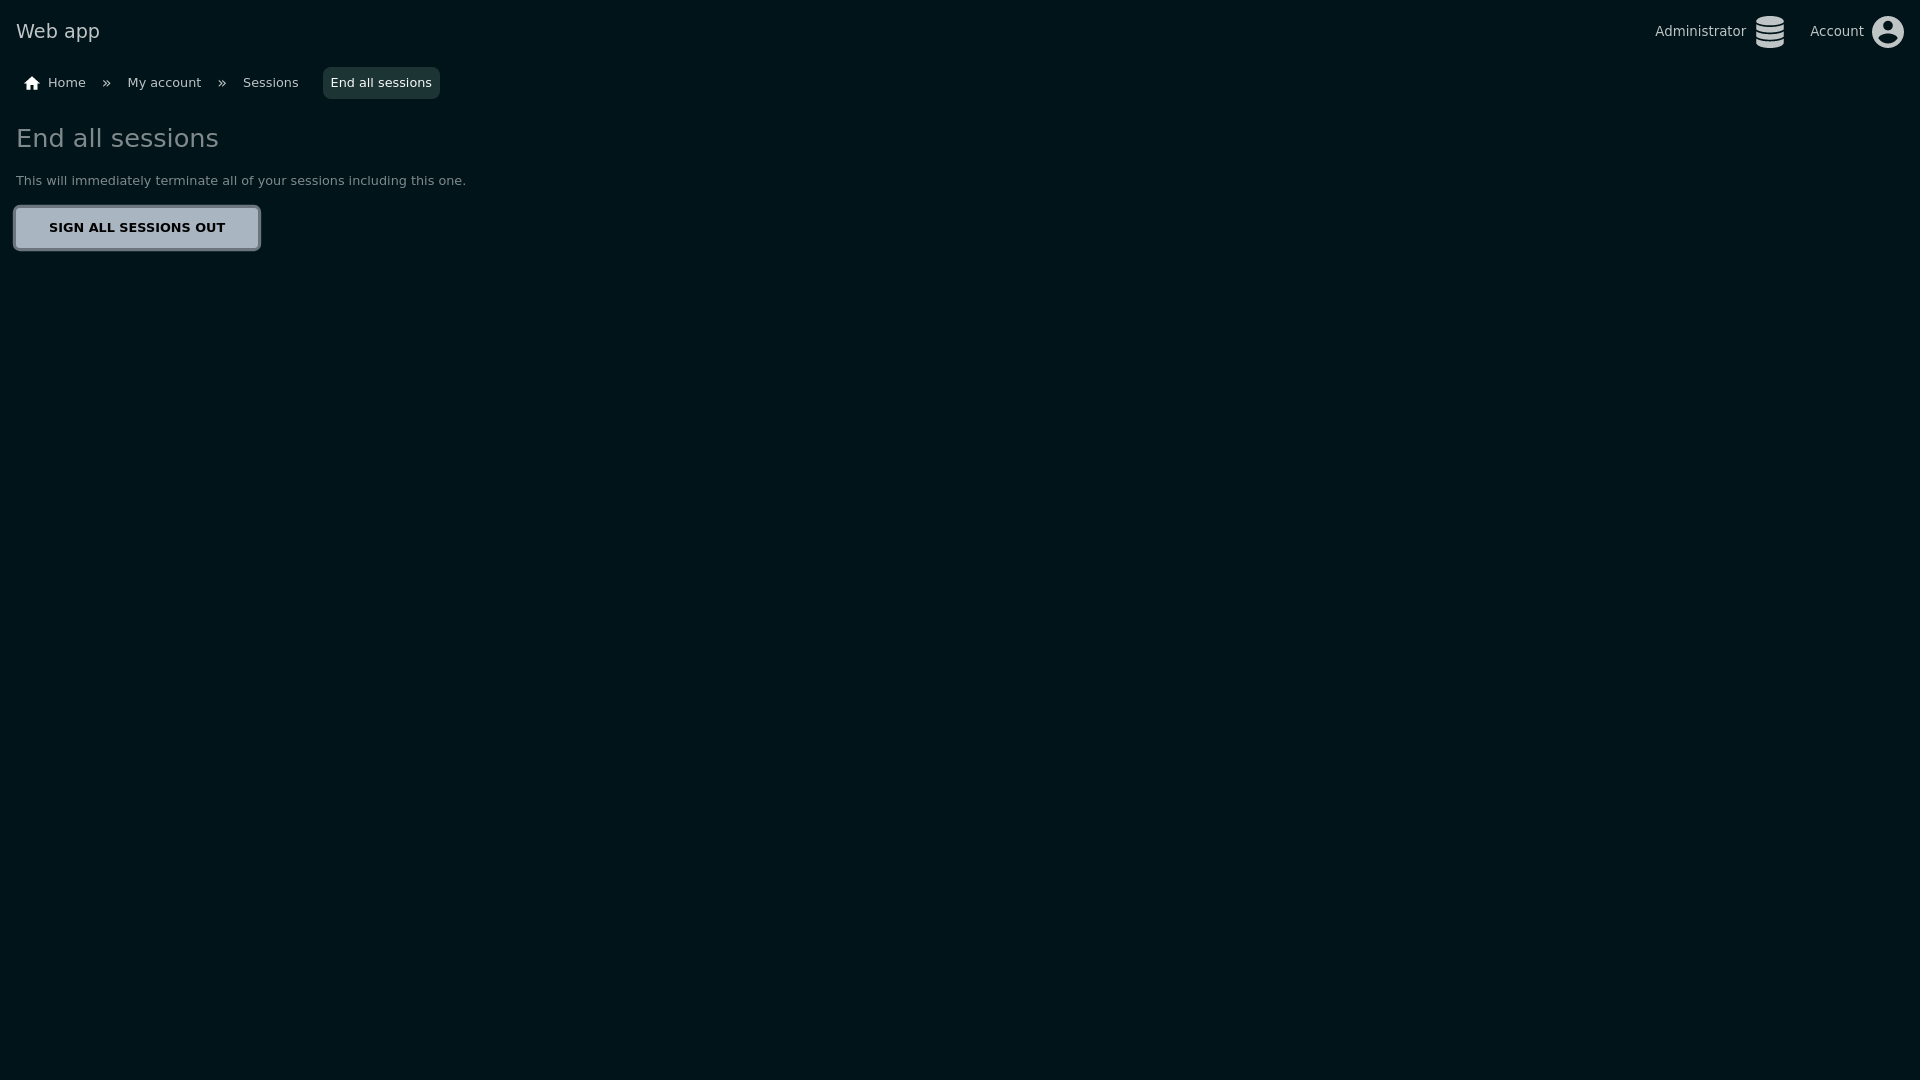 Web app
Administrator
Account
Home » My account » Sessions End all sessions
End all sessions
This will immediately terminate all of your sessions including this one.
SIGN ALL SESSIONS OUT